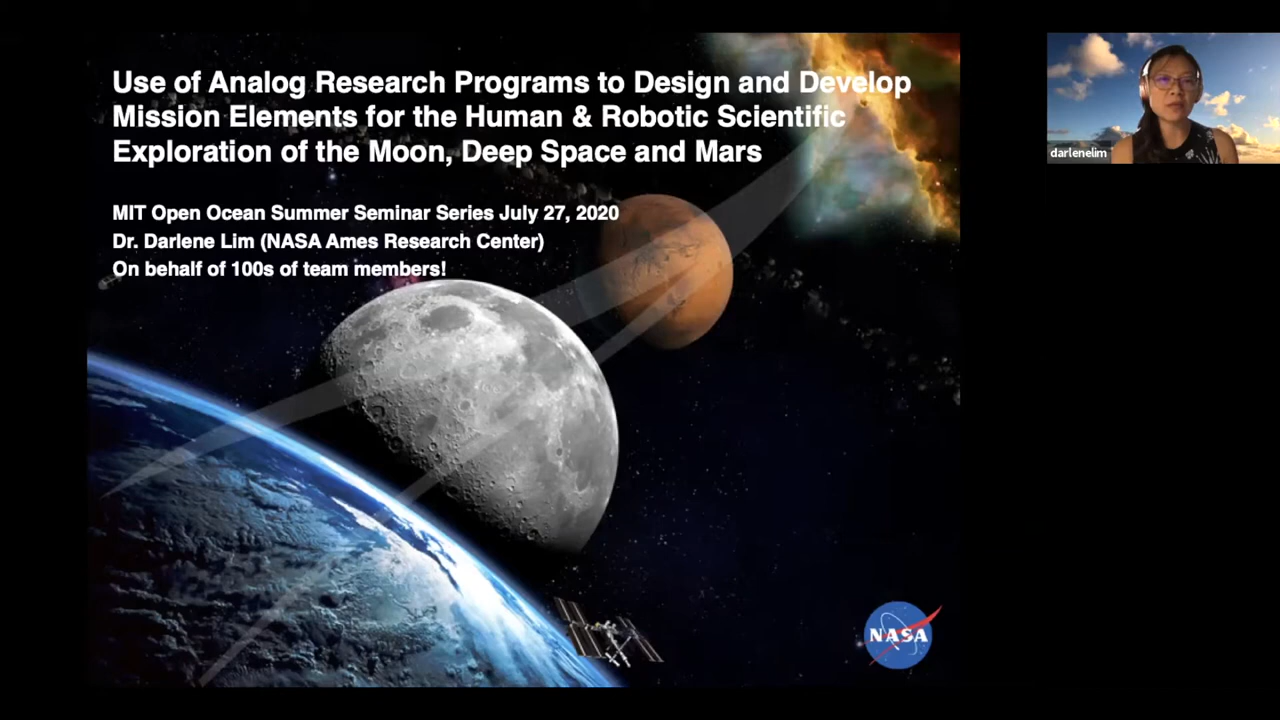 Use of Analog Research Programs to Design and Develop
Mission Elements for the Human & Robotic Scientific
Exploration of the Moon, Deep Space and Mars
MIT Open Ocean Summer Seminar Series July 27, 2020
Dr. Darlene Lim (NASA Ames Research Center)
On behalf of 100s of team members!
darlenelim
NASA